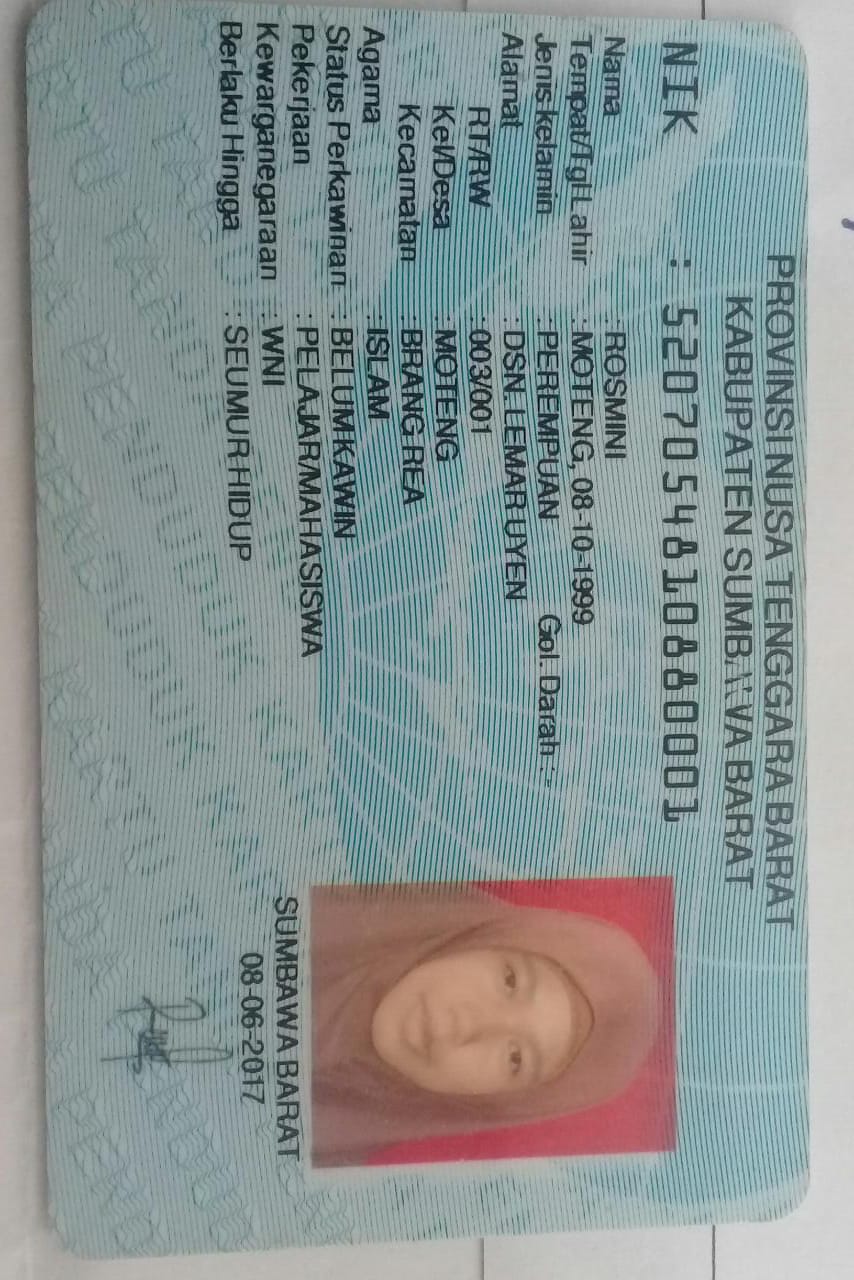 PROVINSI NUSA TENGGARA BARAT
KABUPATEN SUMBAWA BARAT
NIK : 5207054810880001
Nama : ROSMINI
Tempat/Tgl Lahir : MOTENG, 08-10-1999
Jenis kelamin : PEREMPUAN Gol. Darah : -
Alamat : DSN. LEMAR UYEN
RT/RW : 003/001
Kel/Desa : MOTENG
Kecamatan : BRANG REA
Agama : ISLAM
Status Perkawinan : BELUM KAWIN
Pekerjaan : PELAJAR/MAHASISWA
Kewarganegaraan : WNI
Berlaku Hingga : SEUMUR HIDUP
SUMBAWA BARAT
08-06-2017